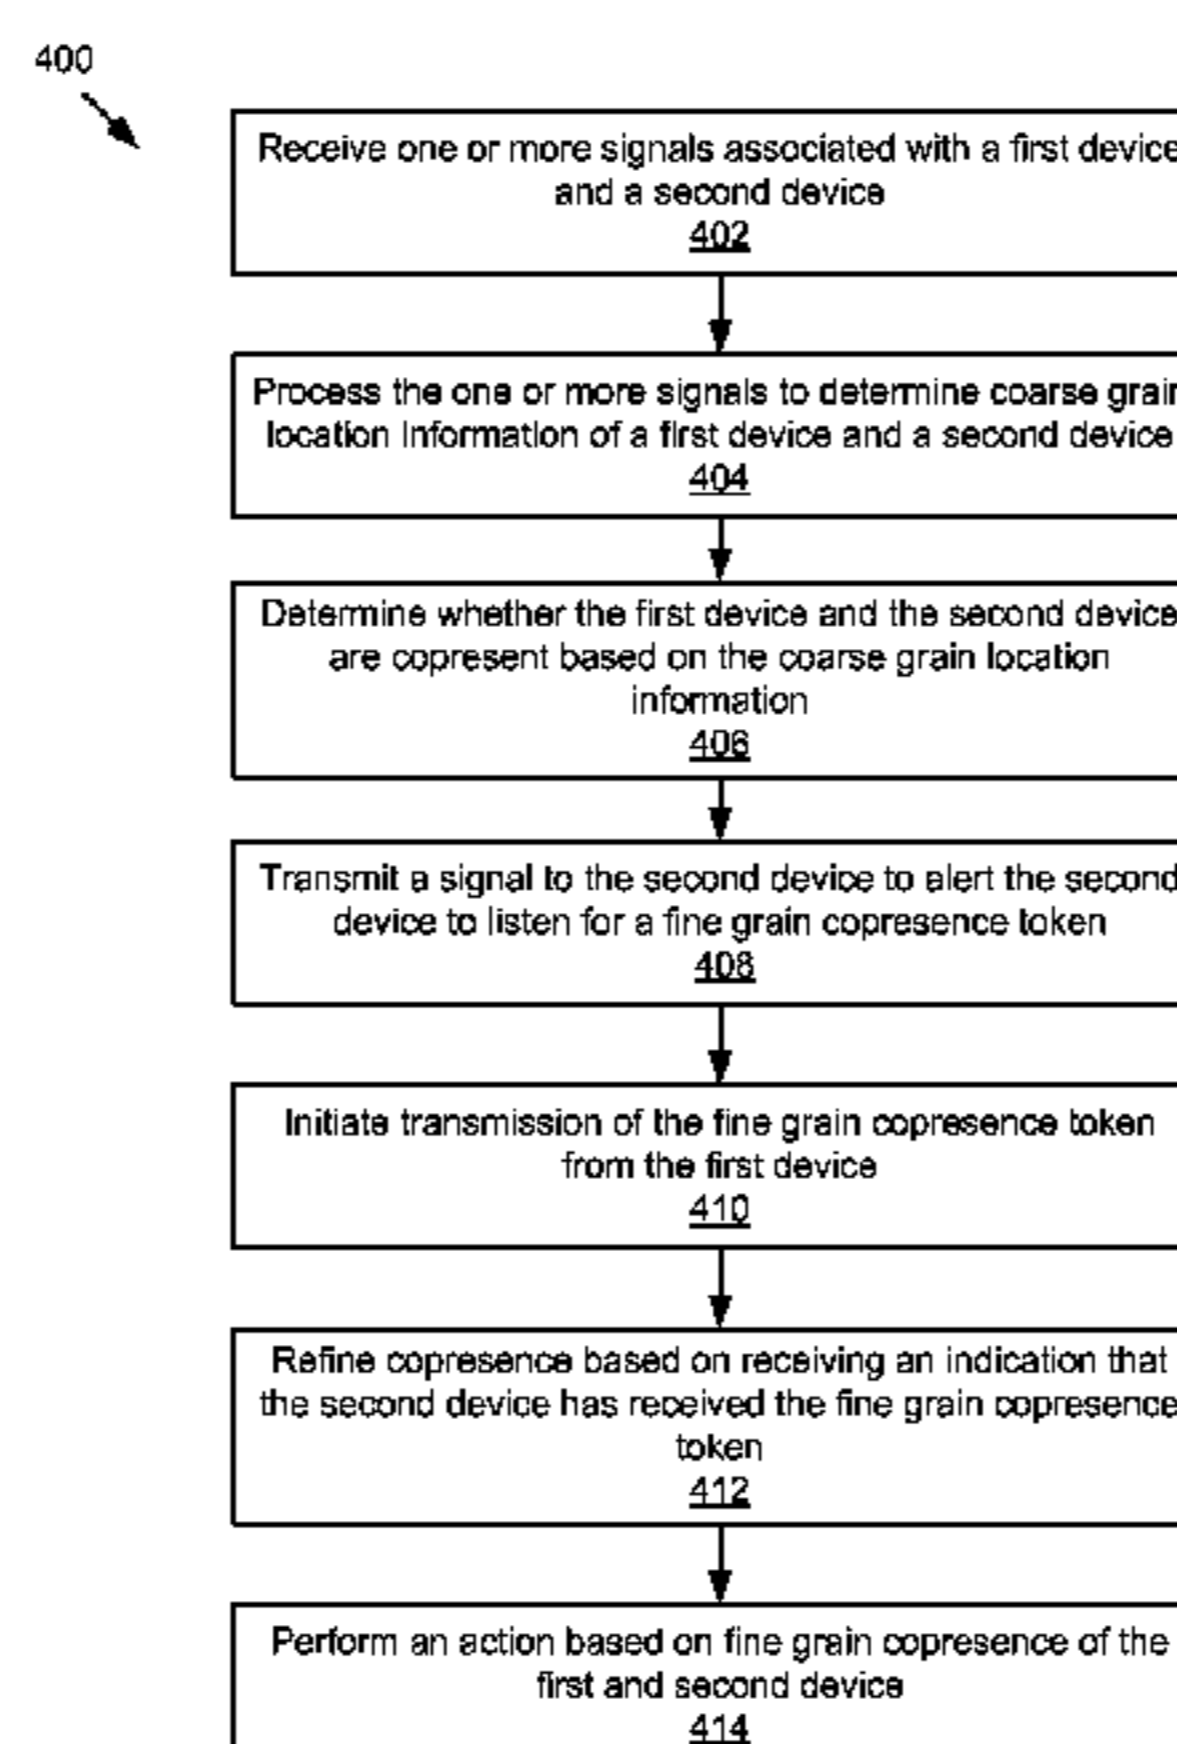 400
Receive one or more signals associated with a first device
and a second device
402
Process the one or more signals to determine coarse grain
location information of a first device and a second device
404
Determine whether the first device and the second device
are copresent based on the coarse grain location
information
406
Transmit a signal to the second device to alert the second
device to listen for a fine grain copresence token
408
Initiate transmission of the fine grain copresence token
from the first device
410
Refine copresence based on receiving an indication that
the second device has received the fine grain copresence
token
412
Perform an action based on fine grain copresence of the
first and second device
414